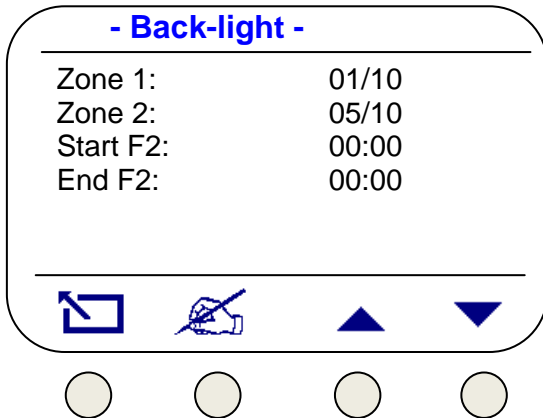 - Back-light -
Zone 1: 01/10
Zone 2: 05/10
Start F2: 00:00
End F2: 00:00